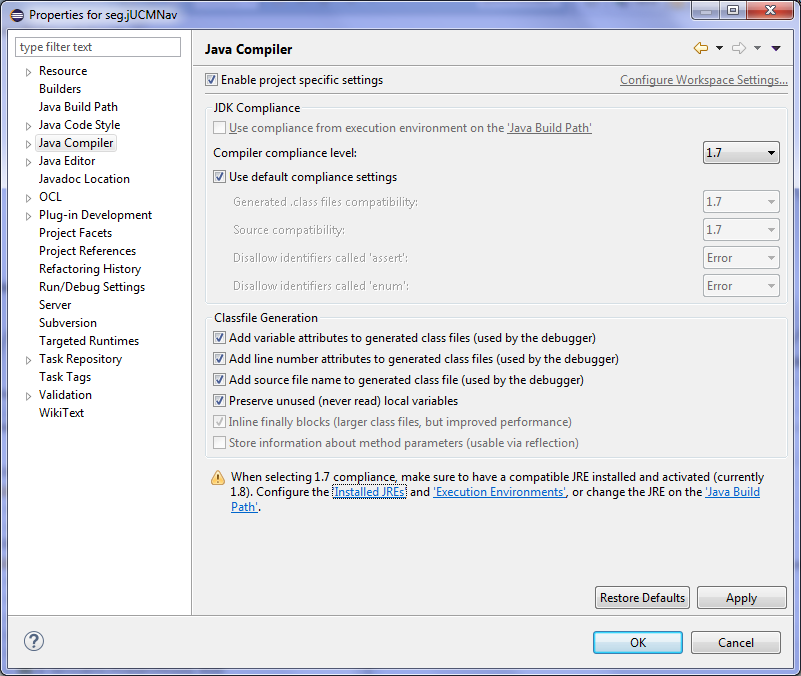 Properties for seg.jUCMNav
type filter text
Resource
Builders
Java Build Path
Java Code Style
Java Compiler
Java Editor
Javadoc Location
OCL
Plug-in Development
Project Facets
Project References
Refactoring History
Run/Debug Settings
Server
Subversion
Targeted Runtimes
Task Repository
Task Tags
Validation
WikiText
Java Compiler
Enable project specific settings
Configure Workspace Settings...
JDK Compliance
Use compliance from execution environment on the 'Java Build Path'
Compiler compliance level: 1.7
Use default compliance settings
Generated .class files compatibility: 1.7
Source compatibility: 1.7
Disallow identifiers called 'assert': Error
Disallow identifiers called 'enum': Error
Classfile Generation
Add variable attributes to generated class files (used by the debugger)
Add line number attributes to generated class files (used by the debugger)
Add source file name to generated class file (used by the debugger)
Preserve unused (never read) local variables
Inline finally blocks (larger class files, but improved performance)
Store information about method parameters (usable via reflection)
When selecting 1.7 compliance, make sure to have a compatible JRE installed and activated (currently
1.8). Configure the 'Installed JREs' and 'Execution Environments', or change the JRE on the 'Java Build
Path'.
Restore Defaults
Apply
?
OK
Cancel